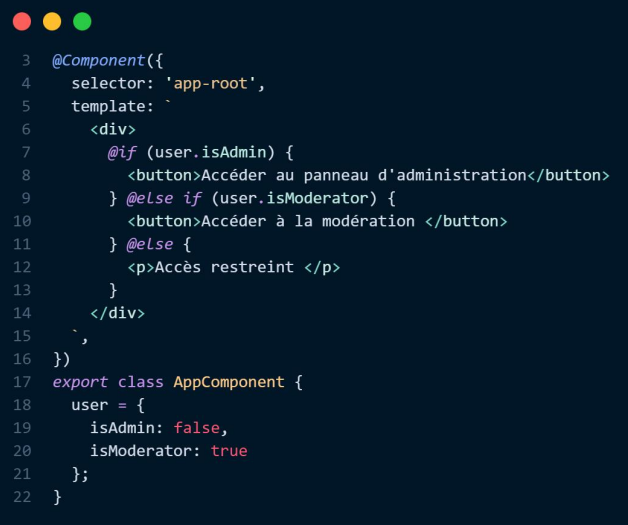 3 @Component({
4   selector: 'app-root',
5   template: `
6     <div>
7       @if (user.isAdmin) {
8         <button>Accéder au panneau d'administration</button>
9       } @else if (user.isModerator) {
10         <button>Accéder à la modération </button>
11       } @else {
12         <p>Accès restreint </p>
13       }
14     </div>
15   `,
16 })
17 export class AppComponent {
18   user = {
19     isAdmin: false,
20     isModerator: true
21   };
22 }